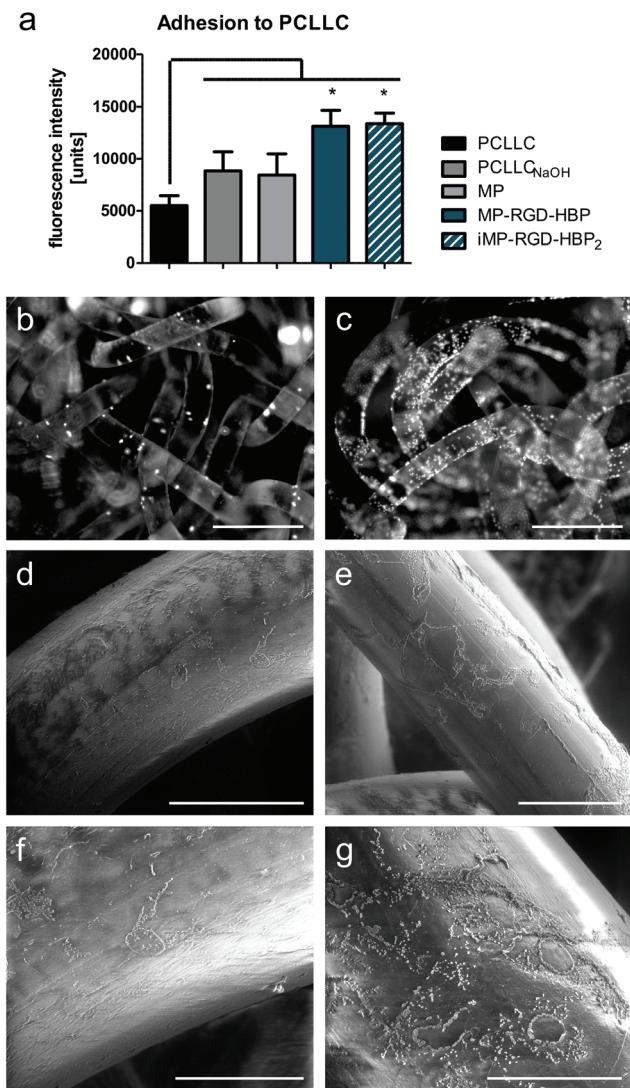 a
Adhesion to PCLLC
fluorescence intensity
[units]
20000
15000
10000
5000
0
* *
PCLLC
PCLLC_NaOH
MP
MP-RGD-HBP
iMP-RGD-HBP₂
b
c
d
e
f
g